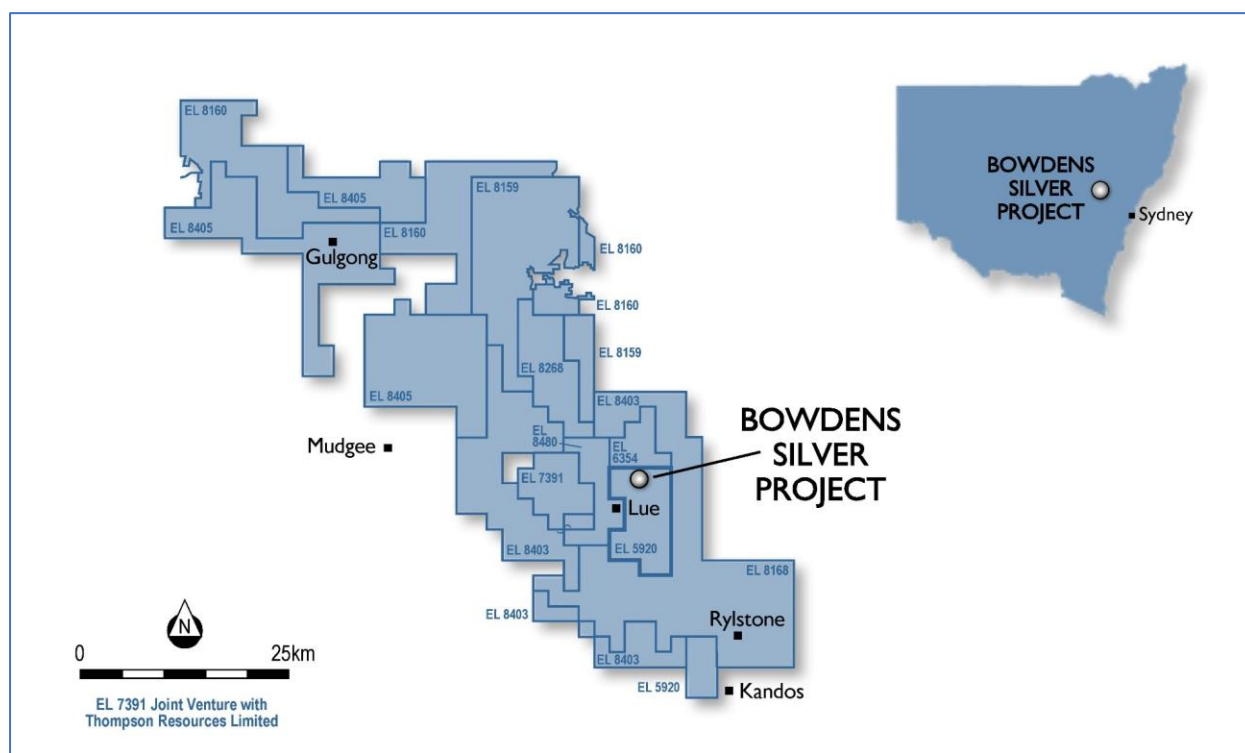 EL 8160
EL 8405
EL 8159
EL 8405
EL 8160
Gulgong
EL 8160
EL 8160
EL 8159
EL 8268
EL 8405
EL 8403
Mudgee
EL
8480
EL
6354
EL 7391
Lue
EL 8403
EL 5920
EL 8168
EL 8403
Rylstone
EL 8403
EL 5920
Kandos
BOWDENS
SILVER
PROJECT
BOWDENS
SILVER
PROJECT
Sydney
N
0 25km
EL 7391 Joint Venture with
Thompson Resources Limited